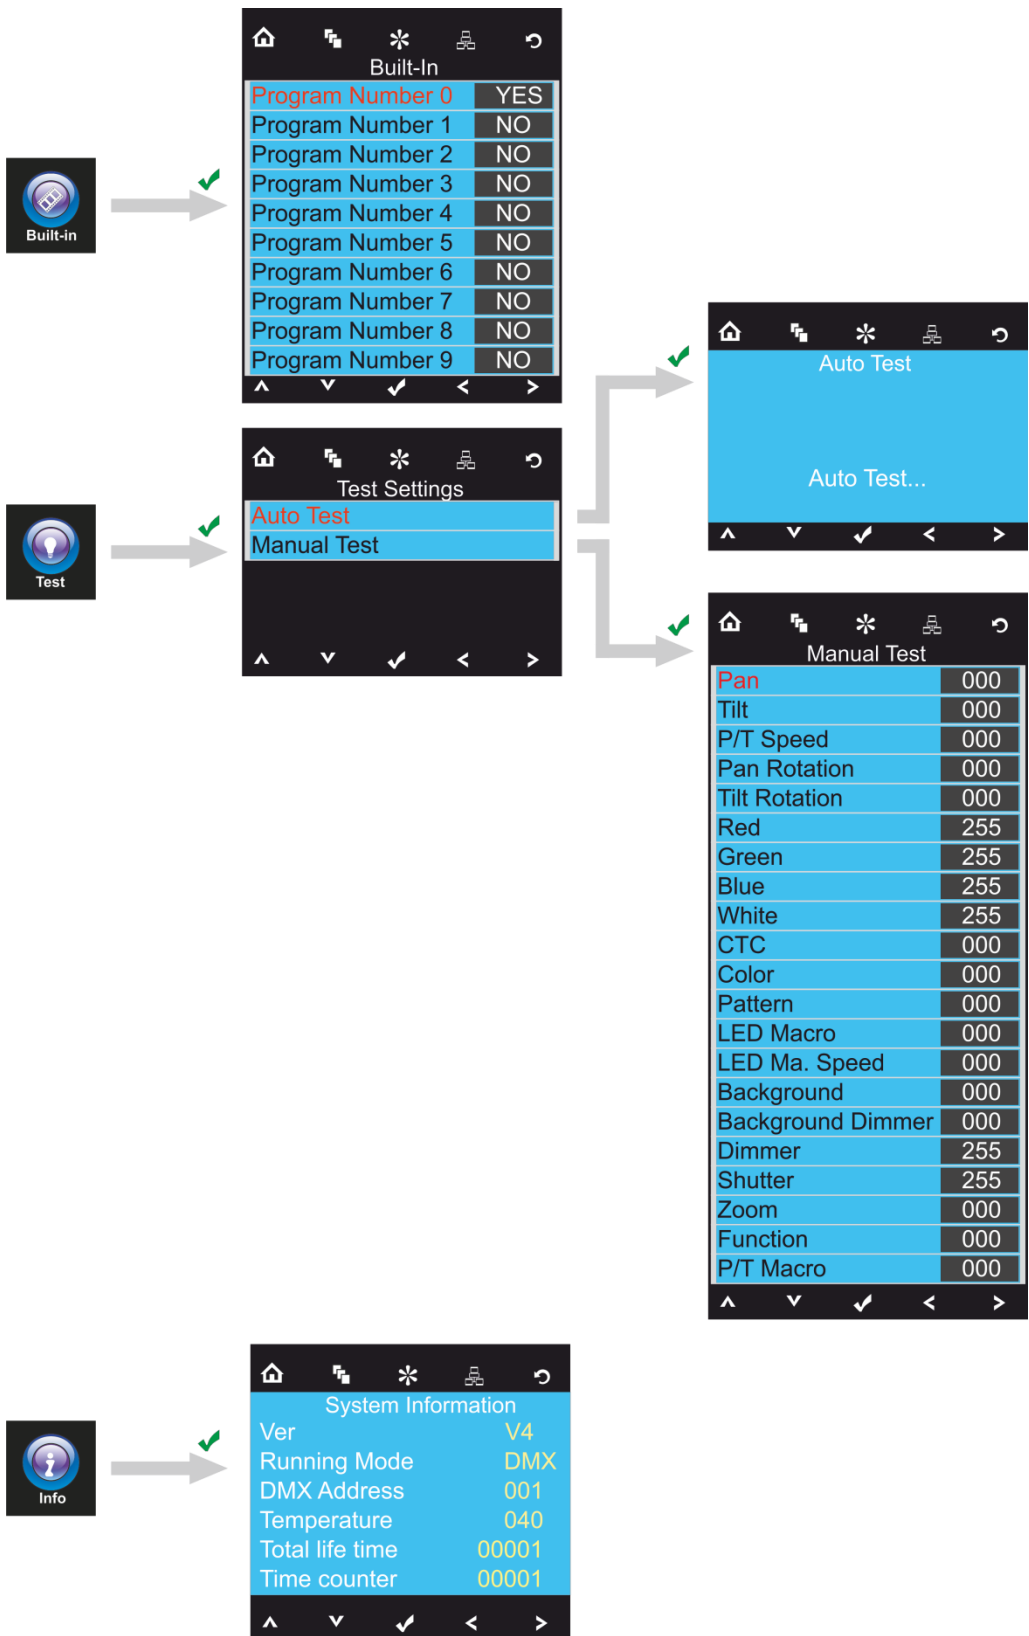 Built-in
Built-In
Program Number 0 YES
Program Number 1 NO
Program Number 2 NO
Program Number 3 NO
Program Number 4 NO
Program Number 5 NO
Program Number 6 NO
Program Number 7 NO
Program Number 8 NO
Program Number 9 NO
Test
Test Settings
Auto Test
Manual Test
Auto Test
Auto Test...
Manual Test
Pan 000
Tilt 000
P/T Speed 000
Pan Rotation 000
Tilt Rotation 000
Red 255
Green 255
Blue 255
White 255
CTC 000
Color 000
Pattern 000
LED Macro 000
LED Ma. Speed 000
Background 000
Background Dimmer 000
Dimmer 255
Shutter 255
Zoom 000
Function 000
P/T Macro 000
Info
System Information
Ver V4
Running Mode DMX
DMX Address 001
Temperature 040
Total life time 00001
Time counter 00001